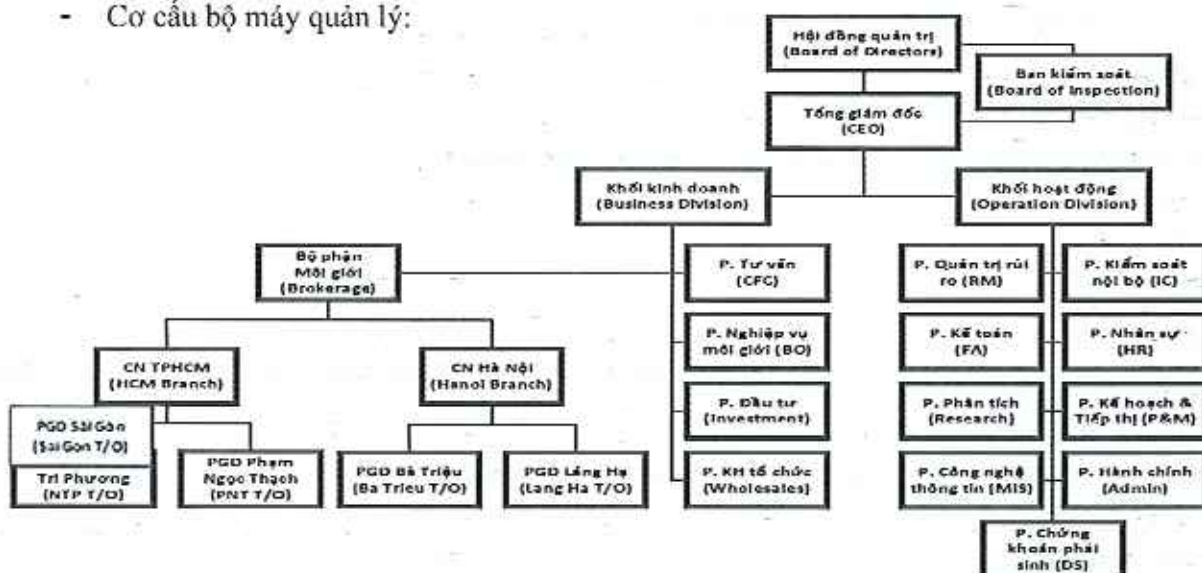 - Cơ cấu bộ máy quản lý:
Hội đồng quản trị
(Board of Directors)
Ban kiểm soát
(Board of Inspection)
Tổng giám đốc
(CEO)
Khối kinh doanh
(Business Division)
Khối hoạt động
(Operation Division)
Bộ phận
Môi giới
(Brokerage)
P. Tư vấn
(CFC)
P. Quản trị rủi
ro (RM)
P. Kiểm soát
nội bộ (IC)
P. Nghiệp vụ
môi giới (BO)
P. Kế toán
(FA)
P. Nhân sự
(HR)
CN TPHCM
(HCM Branch)
CN Hà Nội
(Hanoi Branch)
P. Đầu tư
(Investment)
P. Phân tích
(Research)
P. Kế hoạch &
Tiếp thị (P&M)
PGD Sài Gòn
(SaiGon T/O)
Tri Phương
(NTP T/O)
PGD Phạm
Ngọc Thạch
(PNT T/O)
PGD Bà Triệu
(Ba Trieu T/O)
PGD Láng Hạ
(Lang Ha T/O)
P. KH tổ chức
(Wholesales)
P. Công nghệ
thông tin (MIS)
P. Hành chính
(Admin)
P. Chứng
khoán phái
sinh (DS)